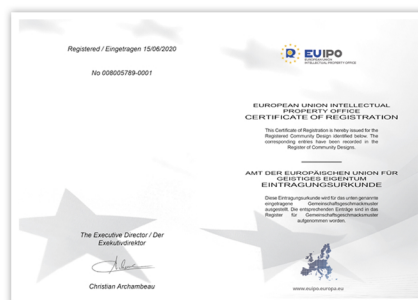 Registered / Eingetragen 15/06/2020
No 008005789-0001
The Executive Director / Der
Exekutivdirektor
Christian Archambeau
EUIPO
EUROPEAN UNION
INTELLECTUAL PROPERTY OFFICE
EUROPEAN UNION INTELLECTUAL
PROPERTY OFFICE
CERTIFICATE OF REGISTRATION
This Certificate of Registration is hereby issued for the
Registered Community Design identified below. The
corresponding entries have been recorded in the
Register of Community Designs.
AMT DER EUROPÄISCHEN UNION FÜR
GEISTIGES EIGENTUM
EINTRAGUNGSURKUNDE
Diese Eintragungsurkunde wird für das unten genannte
eingetragene Gemeinschaftsgeschmacksmuster
ausgestellt. Die entsprechenden Einträge sind in das
Register für Gemeinschaftsgeschmacksmuster
aufgenommen worden.
www.euipo.europa.eu